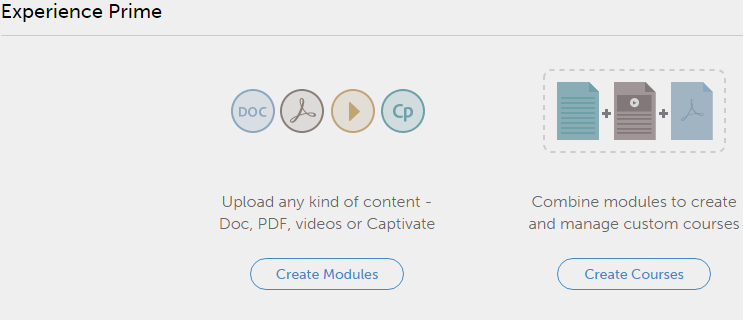 Experience Prime
DOC
Cp
Upload any kind of content -
Doc, PDF, videos or Captivate
Create Modules
Combine modules to create
and manage custom courses
Create Courses